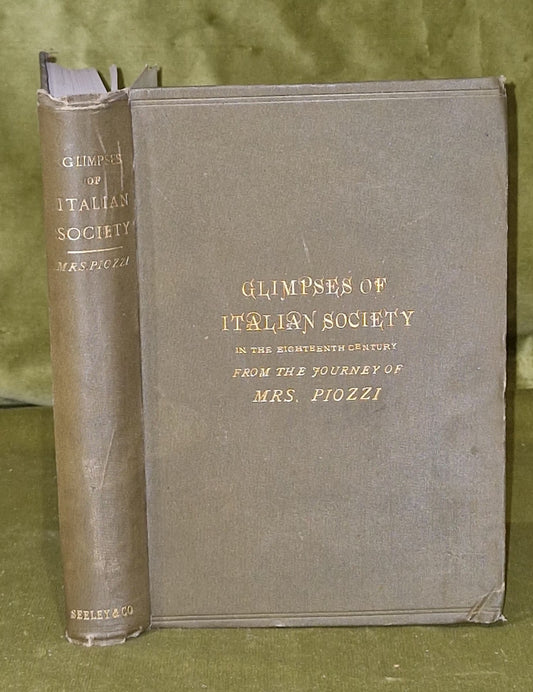 GLIMPSES
OF
ITALIAN
SOCIETY
MRS. PIOZZI
SEELEY & CO
GLIMPSES OF
ITALIAN SOCIETY
IN THE EIGHTEENTH CENTURY
FROM THE JOURNEY OF
MRS. PIOZZI